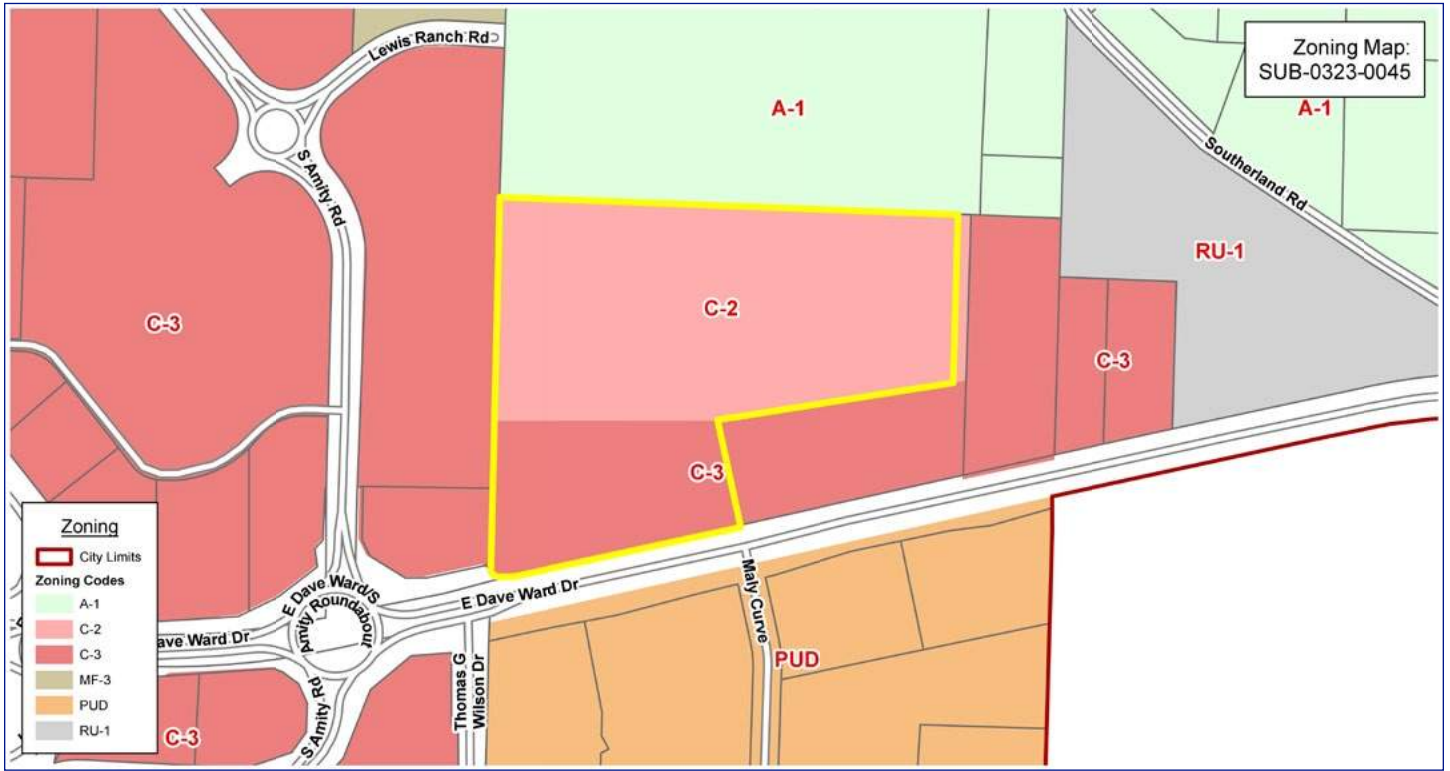 Zoning Map:
SUB-0323-0045
Lewis Ranch Rd
A-1
A-1
Southerland Rd
S Amity Rd
RU-1
C-2
C-3
C-3
C-3
E Dave Ward/S
Amity Roundabout
E Dave Ward Dr
ave Ward Dr
Maly Curve
Thomas G
Wilson Dr
PUD
S Amity Rd
C-3
Zoning
City Limits
Zoning Codes
A-1
C-2
C-3
MF-3
PUD
RU-1